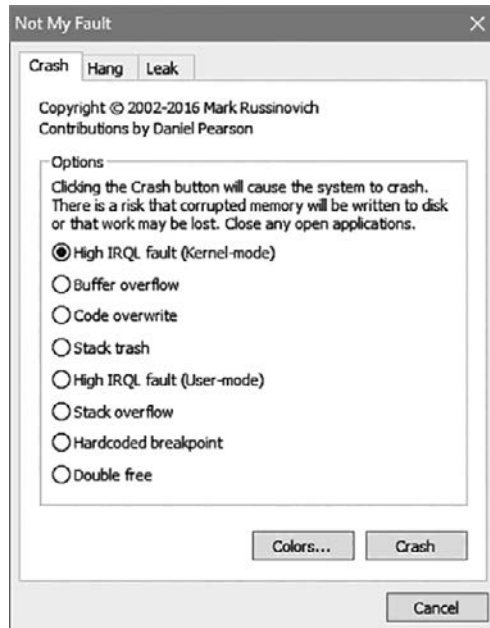 Not My Fault
Crash Hang Leak
Copyright © 2002-2016 Mark Russinovich
Contributions by Daniel Pearson
Options
Clicking the Crash button will cause the system to crash.
There is a risk that corrupted memory will be written to disk
or that work may be lost. Close any open applications.
High IRQL fault (Kernel-mode)
Buffer overflow
Code overwrite
Stack trash
High IRQL fault (User-mode)
Stack overflow
Hardcoded breakpoint
Double free
Colors... Crash
Cancel